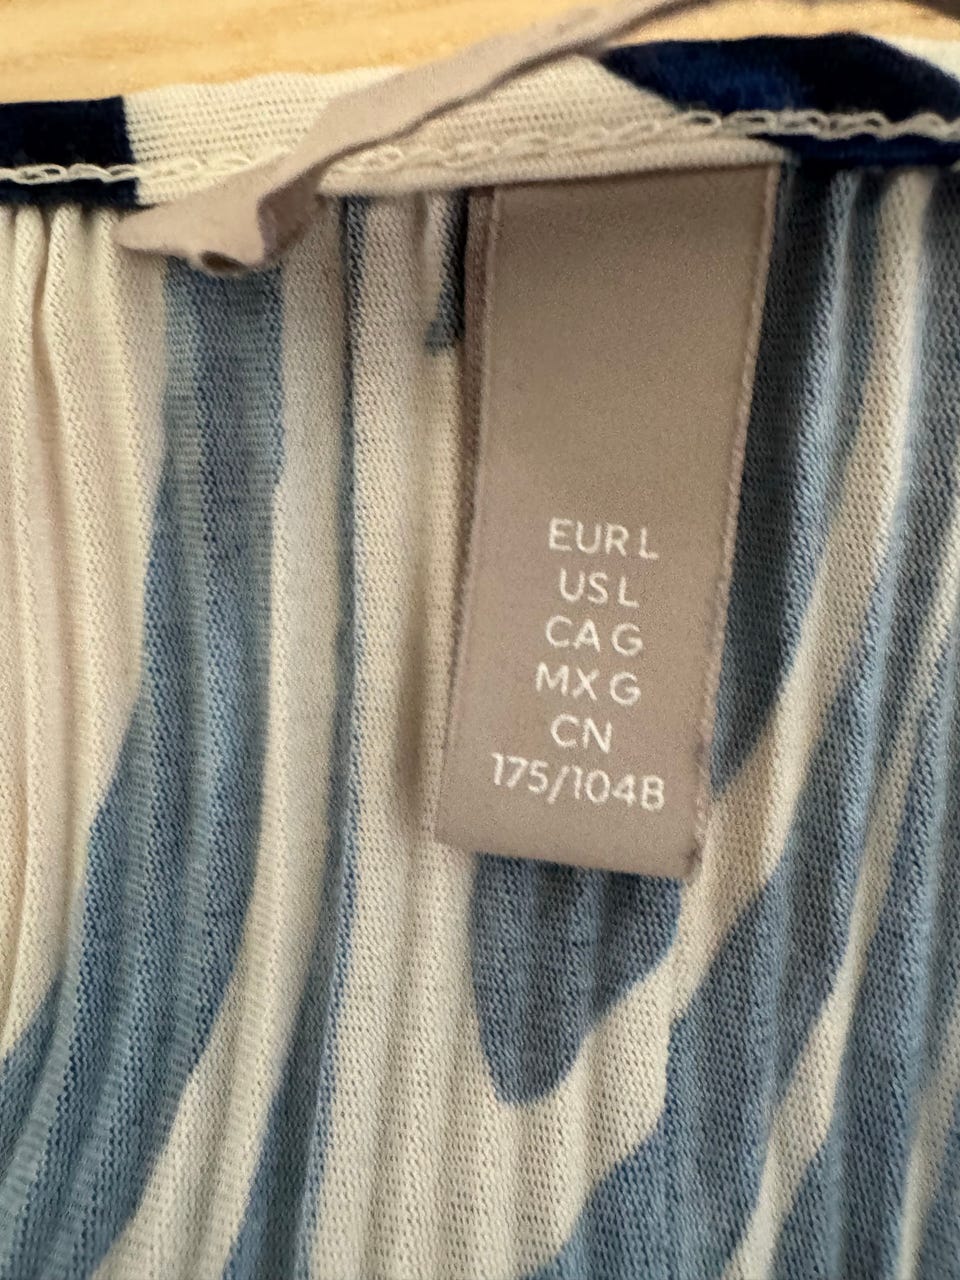 EUR L
US L
CA G
MX G
CN
175/104B